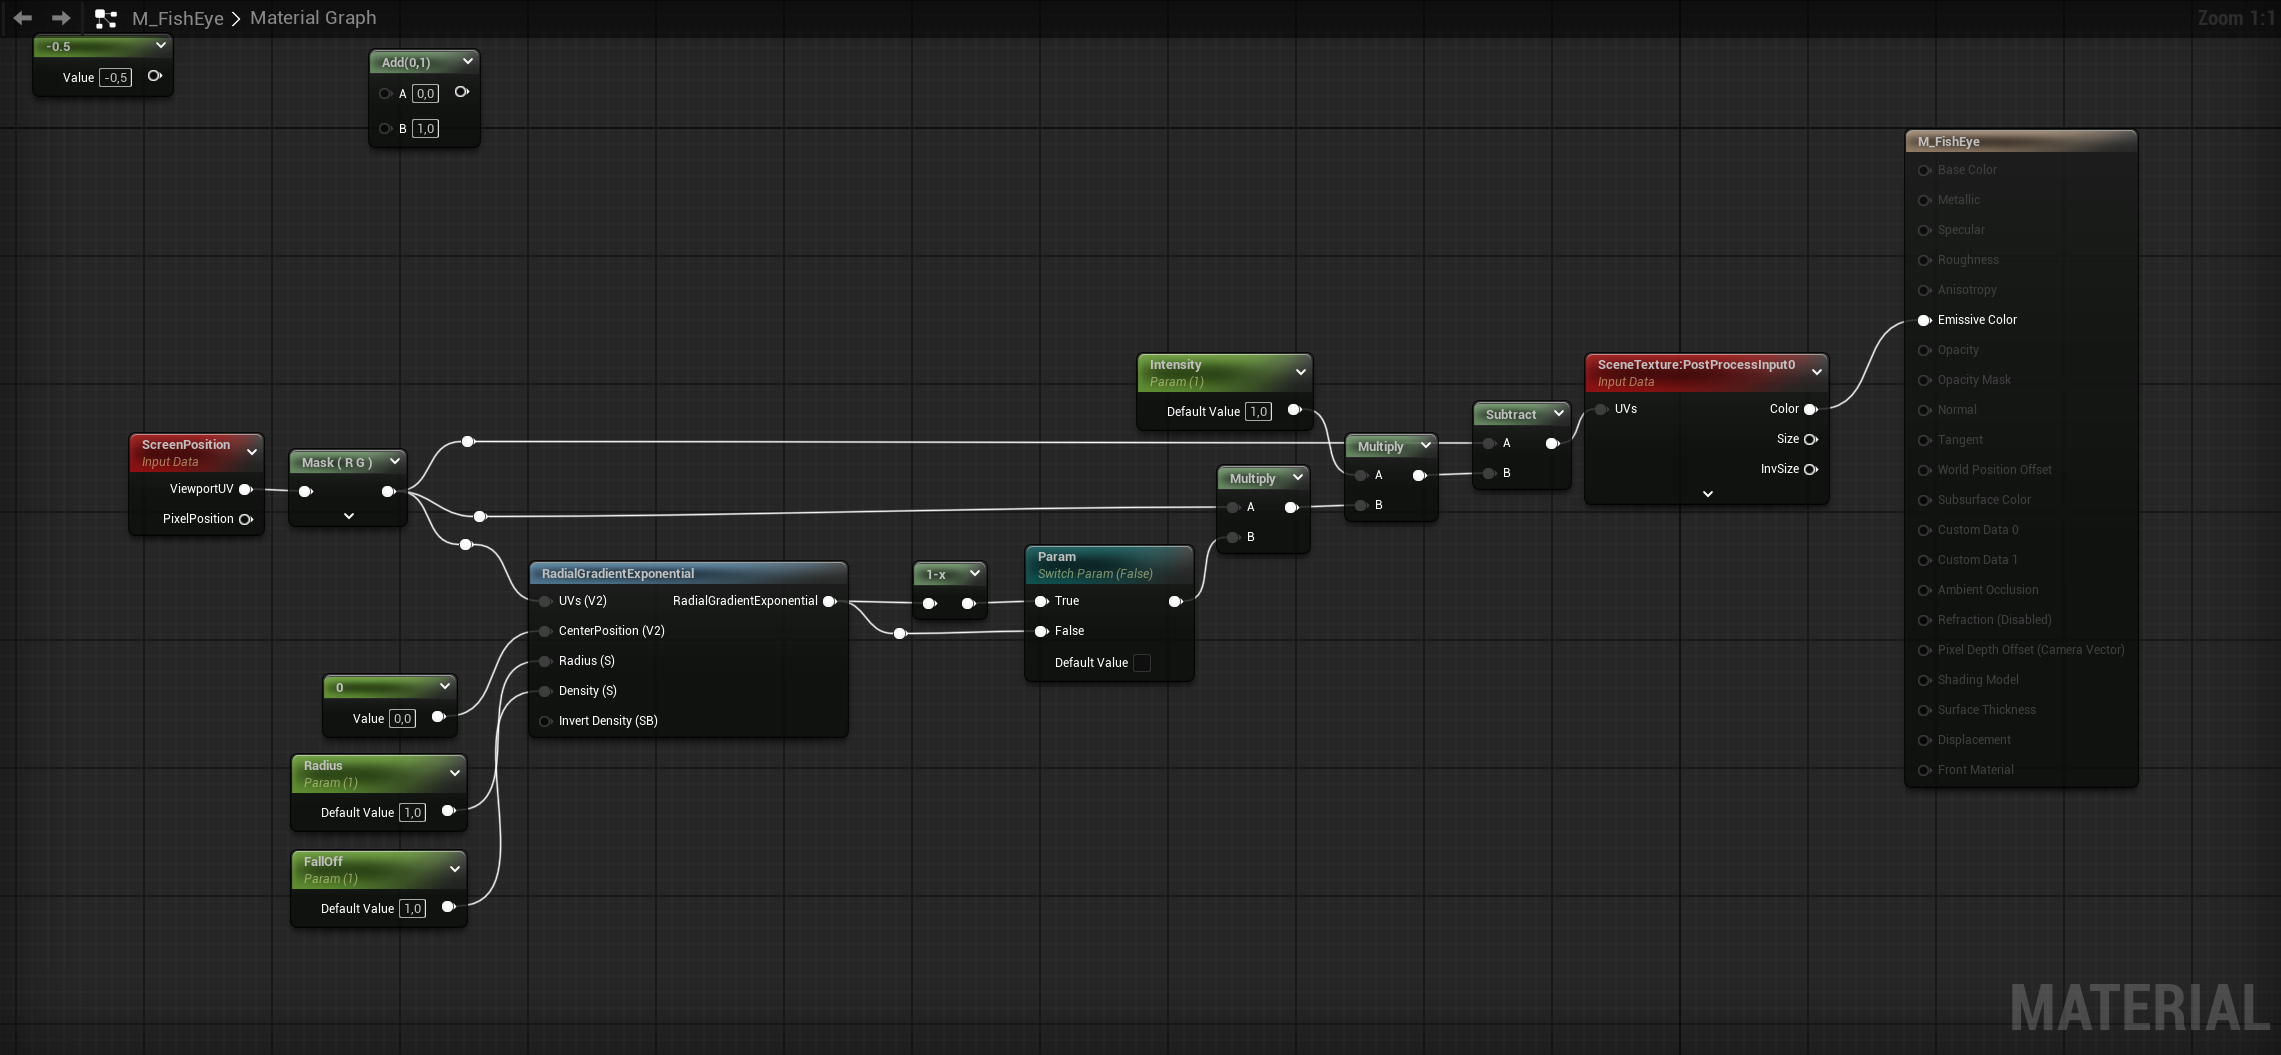 M_FishEye > Material Graph
Zoom 1:1
-0.5
Value -0,5
Add(0,1)
A 0,0
B 1,0
M_FishEye
Base Color
Metallic
Specular
Roughness
Anisotropy
Emissive Color
Opacity
Opacity Mask
Normal
Tangent
World Position Offset
Subsurface Color
Custom Data 0
Custom Data 1
Ambient Occlusion
Refraction (Disabled)
Pixel Depth Offset (Camera Vector)
Shading Model
Surface Thickness
Displacement
Front Material
Intensity
Param (1)
Default Value 1,0
SceneTexture:PostProcessInput0
Input Data
UVs Color
Size
InvSize
Subtract
A
B
Multiply
A
B
Multiply
A
B
ScreenPosition
Input Data
ViewportUV
PixelPosition
Mask ( R G )
RadialGradientExponential
UVs (V2) RadialGradientExponential
CenterPosition (V2)
Radius (S)
Density (S)
Invert Density (SB)
1-x
Param
Switch Param (False)
True
False
Default Value
0
Value 0,0
Radius
Param (1)
Default Value 1,0
FallOff
Param (1)
Default Value 1,0
MATERIAL